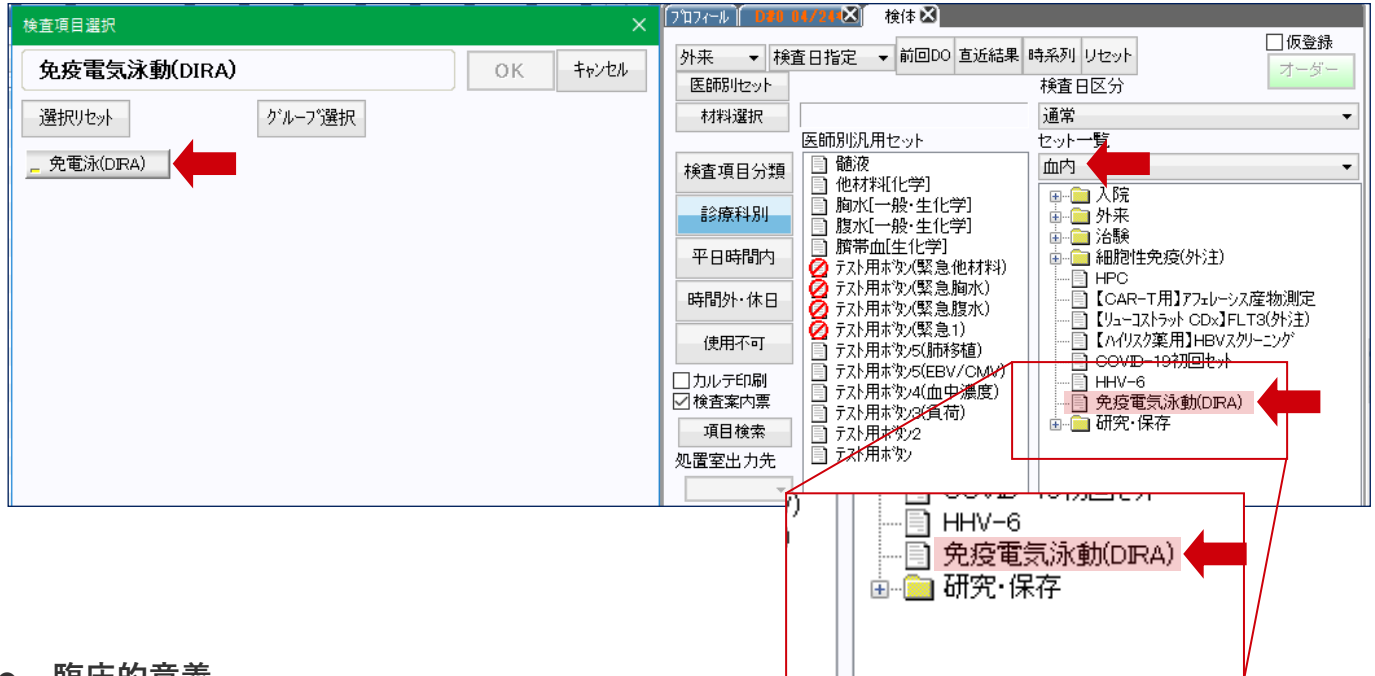 検査項目選択
免疫電気泳動(DIRA)
OK
キャンセル
選択リセット
グループ選択
免電泳(DIRA)
プロフィール
D#0 04/24
検体
外来
検査日指定
前回DO
直近結果
時系列
リセット
仮登録
オーダー
医師別セット
検査日区分
材料選択
通常
医師別汎用セット
セット一覧
血内
検査項目分類
診療科別
平日時間内
時間外・休日
使用不可
カルテ印刷
検査案内票
項目検索
処置室出力先
髄液
他材料[化学]
胸水[一般・生化学]
腹水[一般・生化学]
臍帯血[生化学]
テスト用ボタン(緊急他材料)
テスト用ボタン(緊急胸水)
テスト用ボタン(緊急腹水)
テスト用ボタン(緊急1)
テスト用ボタン5(肺移植)
テスト用ボタン5(EBV/CMV)
テスト用ボタン4(血中濃度)
テスト用ボタン3(負荷)
テスト用ボタン2
テスト用ボタン
入院
外来
治験
細胞性免疫(外注)
HPC
【CAR-T用】アフェレーシス産物測定
【リューコストラット CDx】FLT3(外注)
【ハイリスク薬用】HBVスクリーニング
COVID-19初回セット
HHV-6
免疫電気泳動(DIRA)
研究・保存
COVID-19初回セット
HHV-6
免疫電気泳動(DIRA)
研究・保存
臨床的意義